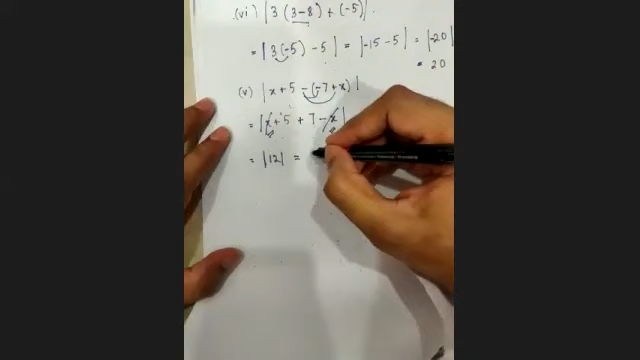 (vi) |3(3-8) + (-5)|.
= |3(-5) - 5| = |-15 - 5| = |-20|
= 20
(v) |x + 5 - (-7 + x)|
= |x + 5 + 7 - x|
= |12| =